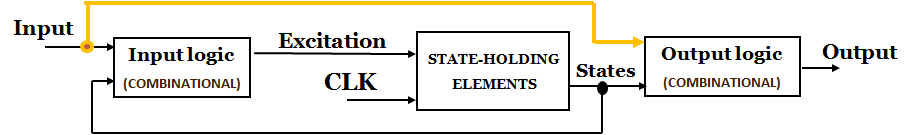 Input
Input logic
(COMBINATIONAL)
Excitation
CLK
STATE-HOLDING
ELEMENTS
States
Output logic
(COMBINATIONAL)
Output